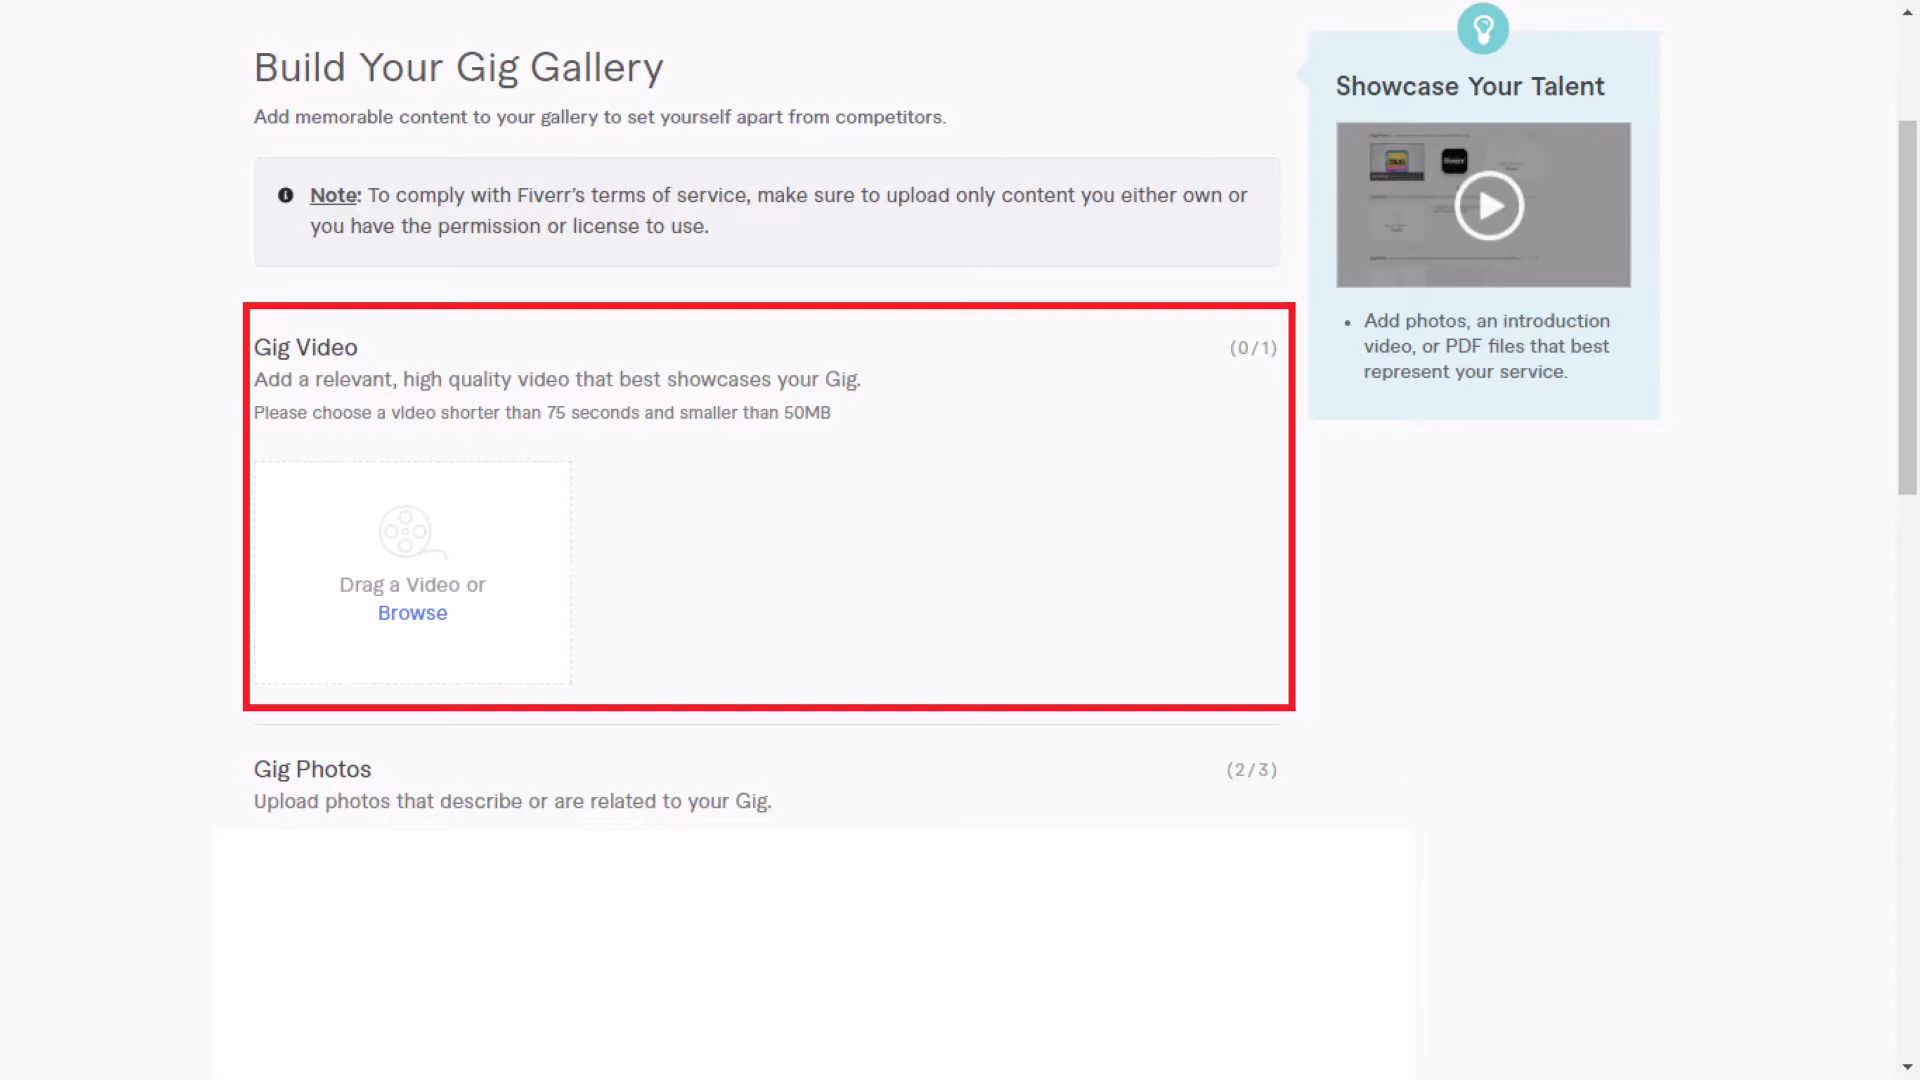 Build Your Gig Gallery
Add memorable content to your gallery to set yourself apart from competitors.
Note: To comply with Fiverr's terms of service, make sure to upload only content you either own or
you have the permission or license to use.
Gig Video
(0/1)
Add a relevant, high quality video that best showcases your Gig.
Please choose a video shorter than 75 seconds and smaller than 50MB
Drag a Video or
Browse
Gig Photos
(2/3)
Upload photos that describe or are related to your Gig.
Showcase Your Talent
Add photos, an introduction
video, or PDF files that best
represent your service.